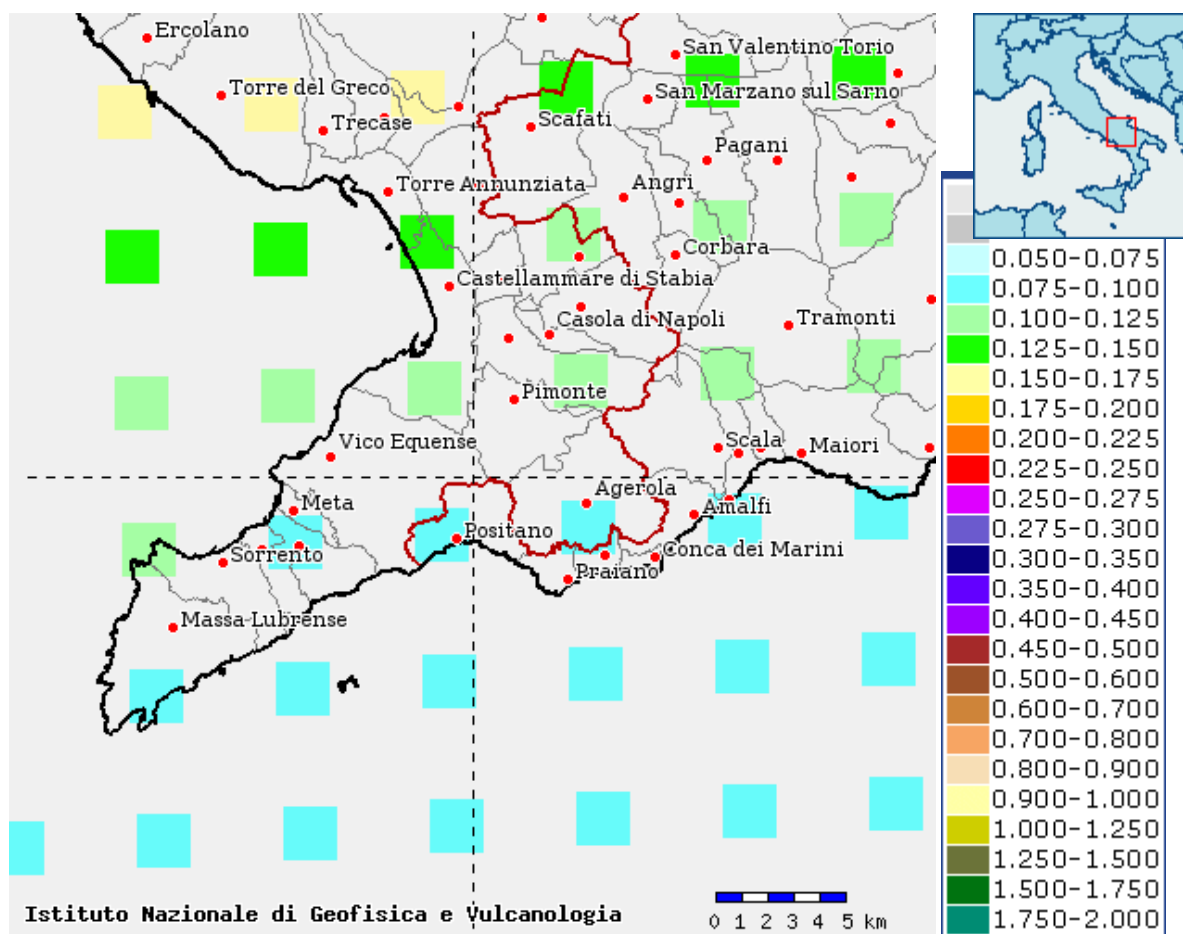 Ercolano
San Valentino Torio
Torre del Greco
San Marzano sul Sarno
Trecase
Scafati
Pagani
Torre Annunziata
Angri
Corbara
Castellammare di Stabia
Casola di Napoli
Tramonti
Pimonte
Vico Equense
Scala
Maiori
Meta
Agerola
Amalfi
Positano
Sorrento
Conca dei Marini
Praiano
Massa Lubrense
Istituto Nazionale di Geofisica e Vulcanologia
0 1 2 3 4 5 km
0.050-0.075
0.075-0.100
0.100-0.125
0.125-0.150
0.150-0.175
0.175-0.200
0.200-0.225
0.225-0.250
0.250-0.275
0.275-0.300
0.300-0.350
0.350-0.400
0.400-0.450
0.450-0.500
0.500-0.600
0.600-0.700
0.700-0.800
0.800-0.900
0.900-1.000
1.000-1.250
1.250-1.500
1.500-1.750
1.750-2.000